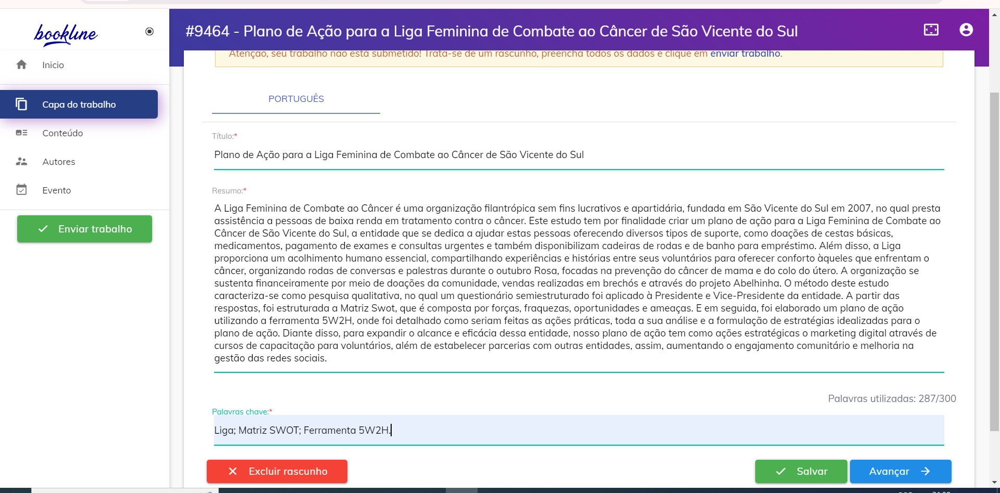 bookline
#9464 - Plano de Ação para a Liga Feminina de Combate ao Câncer de São Vicente do Sul
Inicio
Capa do trabalho
Conteúdo
Autores
Evento
Enviar trabalho
Atenção, seu trabalho não está submetido! Trata-se de um rascunho, preencha todos os dados e clique em enviar trabalho.
PORTUGUÊS
Título:*
Plano de Ação para a Liga Feminina de Combate ao Câncer de São Vicente do Sul
Resumo:*
A Liga Feminina de Combate ao Câncer é uma organização filantrópica sem fins lucrativos e apartidária, fundada em São Vicente do Sul em 2007, no qual presta
assistência a pessoas de baixa renda em tratamento contra o câncer. Este estudo tem por finalidade criar um plano de ação para a Liga Feminina de Combate ao
Câncer de São Vicente do Sul, a entidade que se dedica a ajudar estas pessoas oferecendo diversos tipos de suporte, como doações de cestas básicas,
medicamentos, pagamento de exames e consultas urgentes e também disponibilizam cadeiras de rodas e de banho para empréstimo. Além disso, a Liga
proporciona um acolhimento humano essencial, compartilhando experiências e histórias entre seus voluntários para oferecer conforto àqueles que enfrentam o
câncer, organizando rodas de conversas e palestras durante o outubro Rosa, focadas na prevenção do câncer de mama e do colo do útero. A organização se
sustenta financeiramente por meio de doações da comunidade, vendas realizadas em brechós e através do projeto Abelhinha. O método deste estudo
caracteriza-se como pesquisa qualitativa, no qual um questionário semiestruturado foi aplicado à Presidente e Vice-Presidente da entidade. A partir das
respostas, foi estruturada a Matriz Swot, que é composta por forças, fraquezas, oportunidades e ameaças. E em seguida, foi elaborado um plano de ação
utilizando a ferramenta 5W2H, onde foi detalhado como seriam feitas as ações práticas, toda a sua análise e a formulação de estratégias idealizadas para o
plano de ação. Diante disso, para expandir o alcance e eficácia dessa entidade, nosso plano de ação tem como ações estratégicas o marketing digital através de
cursos de capacitação para voluntários, além de estabelecer parcerias com outras entidades, assim, aumentando o engajamento comunitário e melhoria na
gestão das redes sociais.
Palavras utilizadas: 287/300
Palavras chave:*
Liga; Matriz SWOT; Ferramenta 5W2H.
Excluir rascunho
Salvar
Avançar